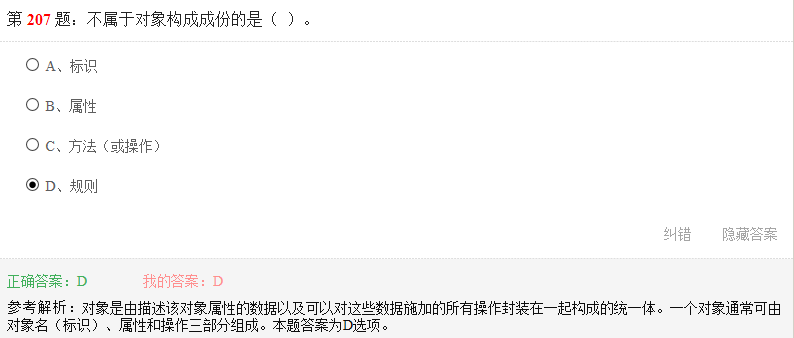 第 207 题：不属于对象构成成份的是（ ）。
A、标识
B、属性
C、方法（或操作）
D、规则
纠错 隐藏答案
正确答案：D 我的答案：D
参考解析：对象是由描述该对象属性的数据以及可以对这些数据施加的所有操作封装在一起构成的统一体。一个对象通常可由
对象名（标识）、属性和操作三部分组成。本题答案为D选项。